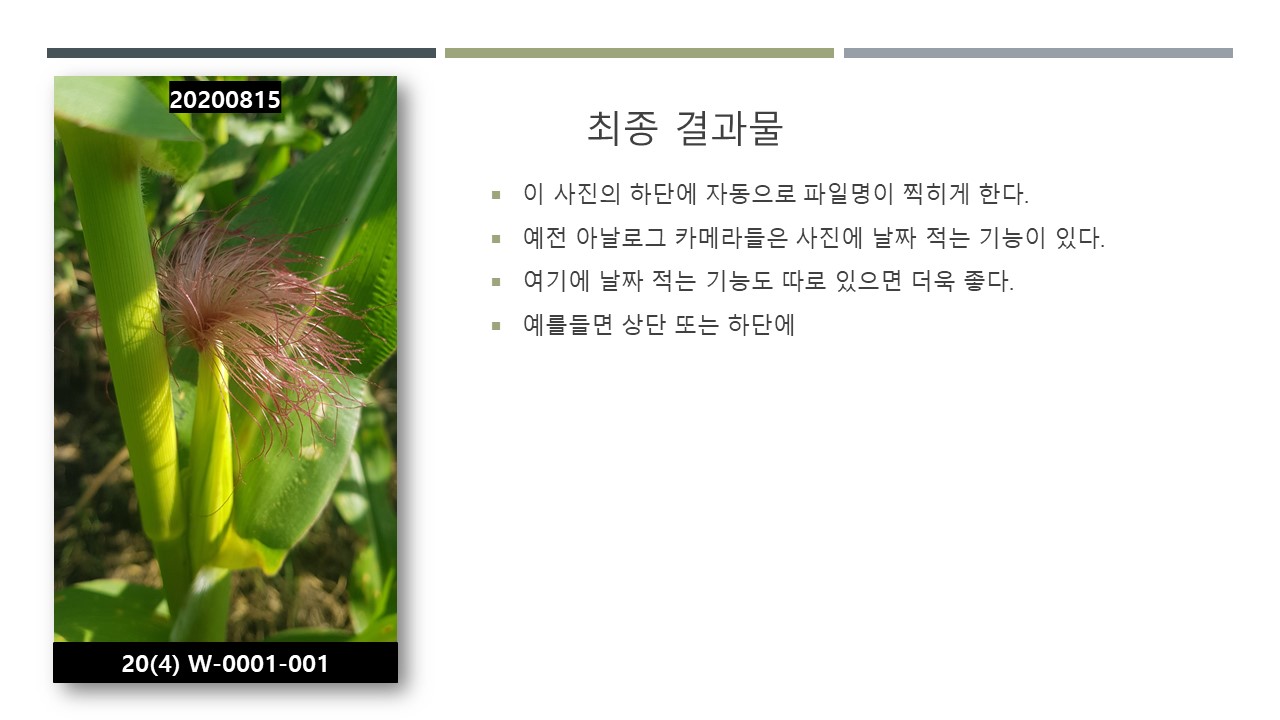 20200815
20(4) W-0001-001
최종 결과물
이 사진의 하단에 자동으로 파일명이 찍히게 한다.
예전 아날로그 카메라들은 사진에 날짜 적는 기능이 있다.
여기에 날짜 적는 기능도 따로 있으면 더욱 좋다.
예를들면 상단 또는 하단에